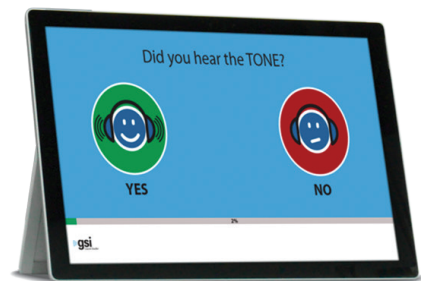 Did you hear the TONE?
YES
NO
2%
gsi